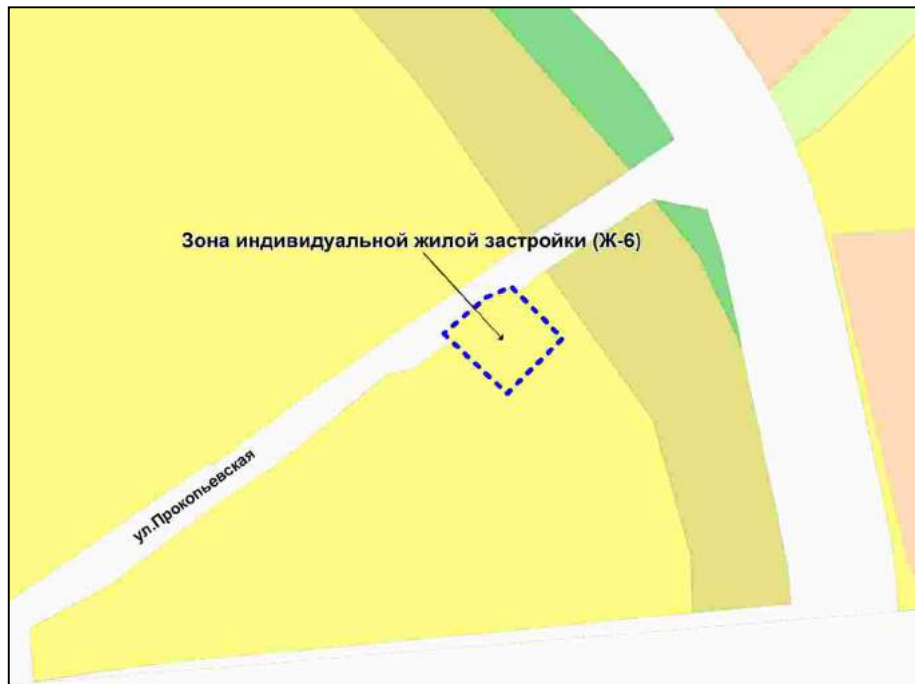 Зона индивидуальной жилой застройки (Ж-6)
ул.Прокопьевская